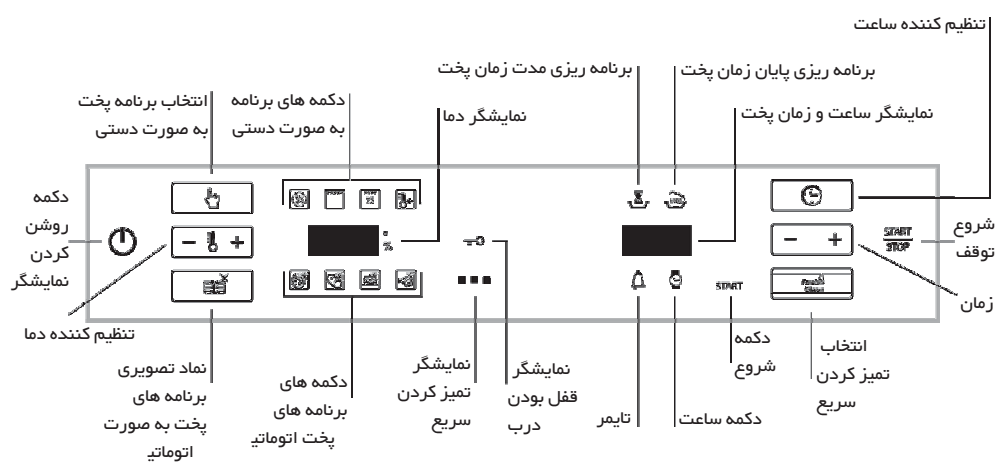 تنظیم کننده ساعت
برنامه ریزی پایان زمان پخت
برنامه ریزی مدت زمان پخت
نمایشگر ساعت و زمان پخت
نمایشگر دما
دکمه های برنامه
به صورت دستی
انتخاب برنامه پخت
به صورت دستی
دکمه
روشن
کردن
نمایشگر
- +
°
%
- +
START
STOP
شروع
توقف
START
Clean
زمان
تنظیم کننده دما
نماد تصویری
برنامه های
پخت به صورت
اتوماتیـ
دکمه های
برنامه های
پخت اتوماتیـ
نمایشگر
تمیز کردن
سریع
نمایشگر
قفل بودن
درب
تایمر
دکمه ساعت
دکمه
شروع
انتخاب
تمیز کردن
سریع